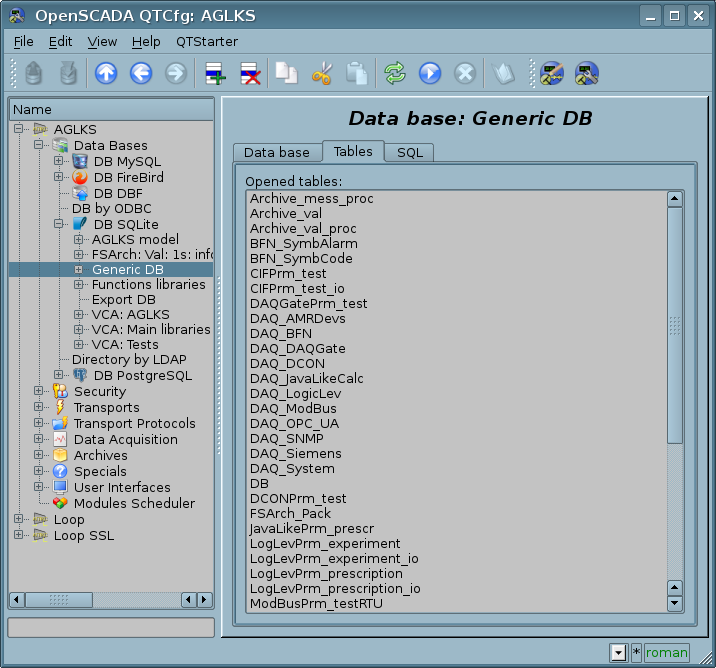 OpenSCADA QTCfg: AGLKS
File Edit View Help QTStarter
Name
AGLKS
Data Bases
DB MySQL
DB FireBird
DB DBF
DB by ODBC
DB SQLite
AGLKS model
FSArch: Val: 1s: info
Generic DB
Functions libraries
Export DB
VCA: AGLKS
VCA: Main libraries
VCA: Tests
Directory by LDAP
DB PostgreSQL
Security
Transports
Transport Protocols
Data Acquisition
Archives
Specials
User Interfaces
Modules Scheduler
Loop
Loop SSL
Data base: Generic DB
Data base Tables SQL
Opened tables:
Archive_mess_proc
Archive_val
Archive_val_proc
BFN_SymbAlarm
BFN_SymbCode
CIFPrm_test
CIFPrm_test_io
DAQGatePrm_test
DAQ_AMRDevs
DAQ_BFN
DAQ_DAQGate
DAQ_DCON
DAQ_JavaLikeCalc
DAQ_LogicLev
DAQ_ModBus
DAQ_OPC_UA
DAQ_SNMP
DAQ_Siemens
DAQ_System
DB
DCONPrm_test
FSArch_Pack
JavaLikePrm_prescr
LogLevPrm_experiment
LogLevPrm_experiment_io
LogLevPrm_prescription
LogLevPrm_prescription_io
ModBusPrm_testRTU
* roman